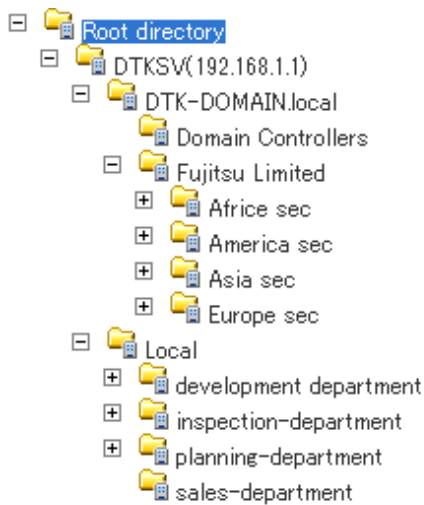 Root directory
DTKSV(192.168.1.1)
DTK-DOMAIN.local
Domain Controllers
Fujitsu Limited
Africe sec
America sec
Asia sec
Europe sec
Local
development department
inspection-department
planning-department
sales-department